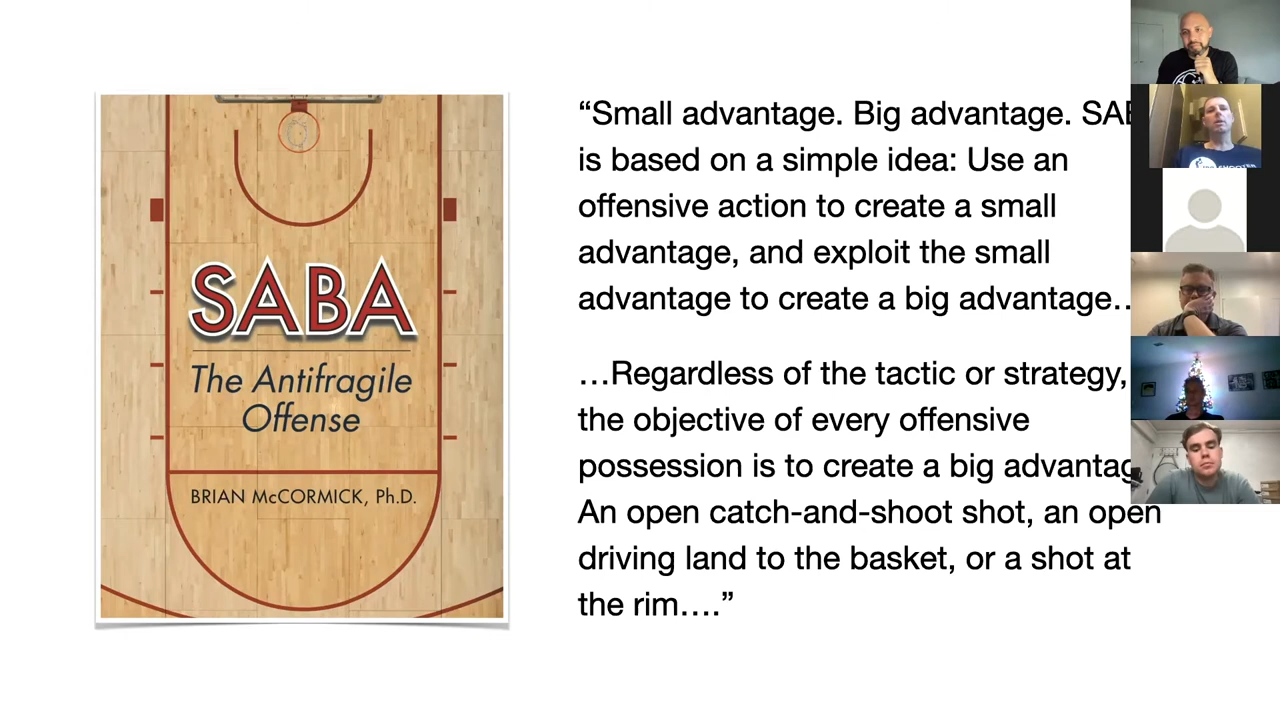 SABA
The Antifragile
Offense
BRIAN McCORMICK, Ph.D.
“Small advantage. Big advantage.
is based on a simple idea: Use an
offensive action to create a small
advantage, and exploit the small
advantage to create a big advantage…
…Regardless of the tactic or strategy,
the objective of every offensive
possession is to create a big
An open catch-and-shoot shot, an open
driving land to the basket, or a shot at
the rim….”